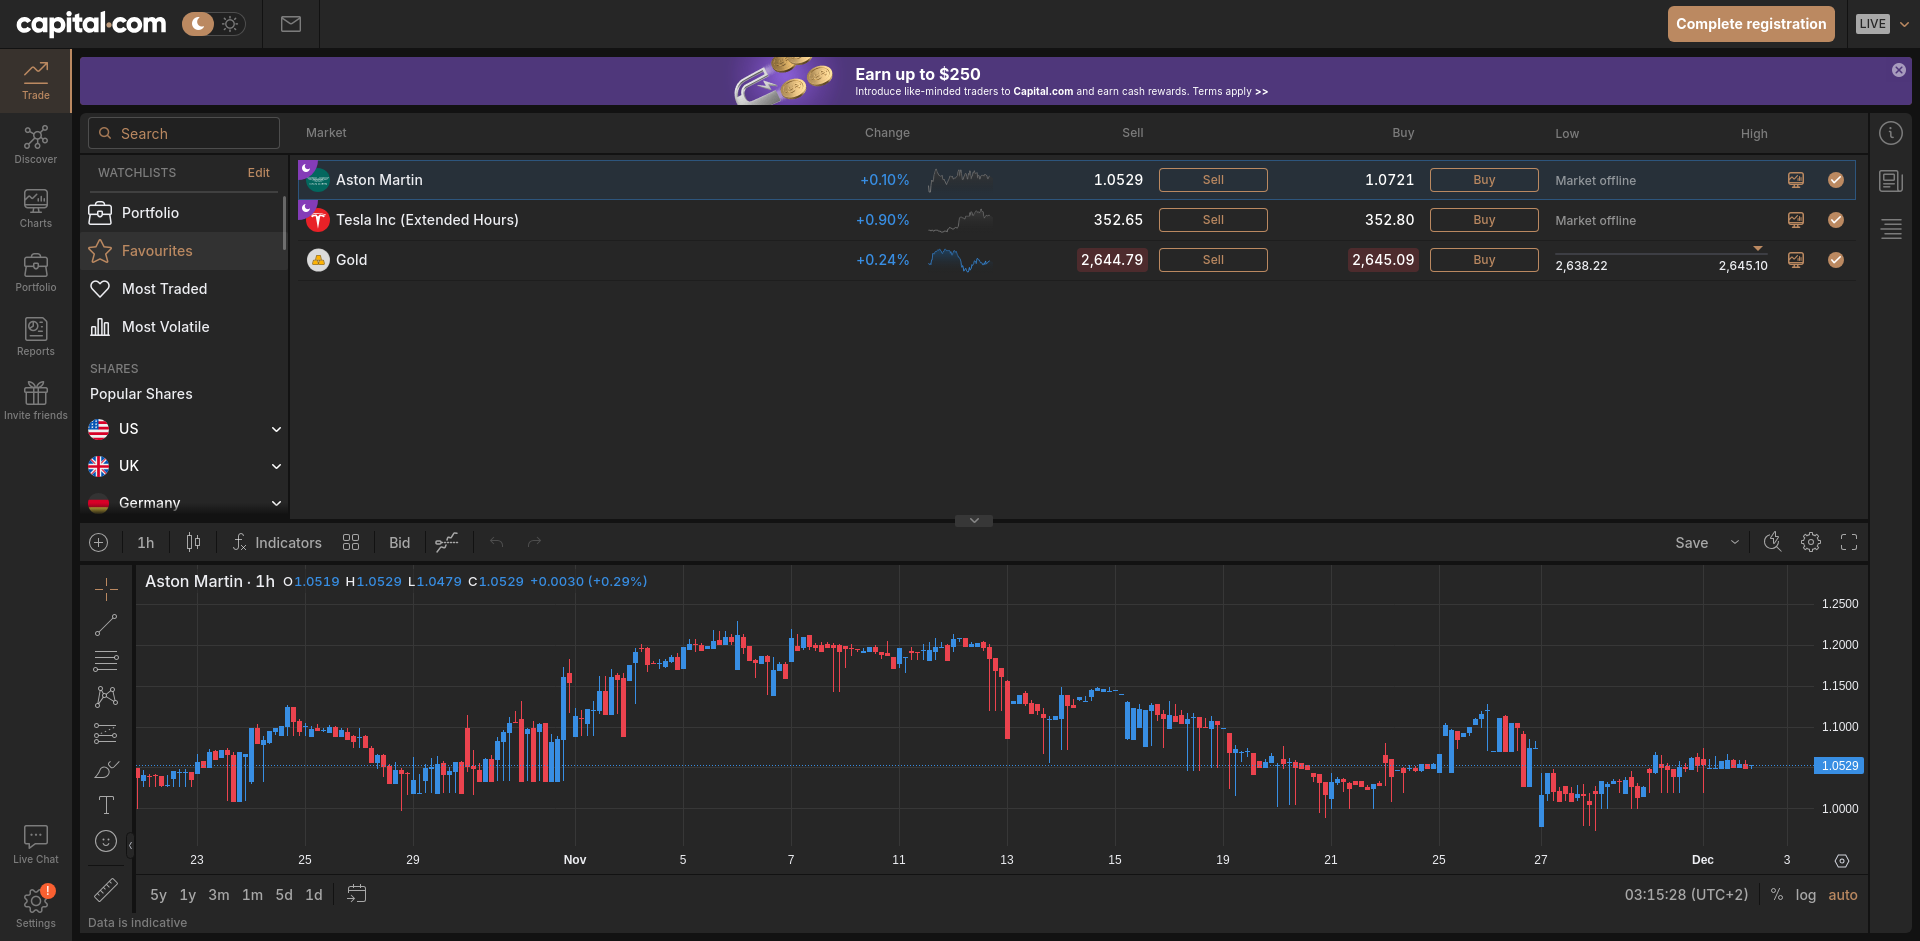 capital.com
Complete registration
LIVE
Earn up to $250
Introduce like-minded traders to Capital.com and earn cash rewards. Terms apply >>
Trade
Discover
Charts
Portfolio
Reports
Invite friends
Live Chat
!
Settings
Search
WATCHLISTS Edit
Portfolio
Favourites
Most Traded
Most Volatile
SHARES
Popular Shares
US
UK
Germany
Market Change Sell Buy Low High
Aston Martin +0.10% 1.0529 Sell 1.0721 Buy Market offline
Tesla Inc (Extended Hours) +0.90% 352.65 Sell 352.80 Buy Market offline
Gold +0.24% 2,644.79 Sell 2,645.09 Buy 2,638.22 2,645.10
1h Indicators Bid Save
Aston Martin · 1h O1.0519 H1.0529 L1.0479 C1.0529 +0.0030 (+0.29%)
1.2500
1.2000
1.1500
1.1000
1.0529
1.0000
23 25 29 Nov 5 7 11 13 15 19 21 25 27 Dec 3
5y 1y 3m 1m 5d 1d 03:15:28 (UTC+2) % log auto
Data is indicative